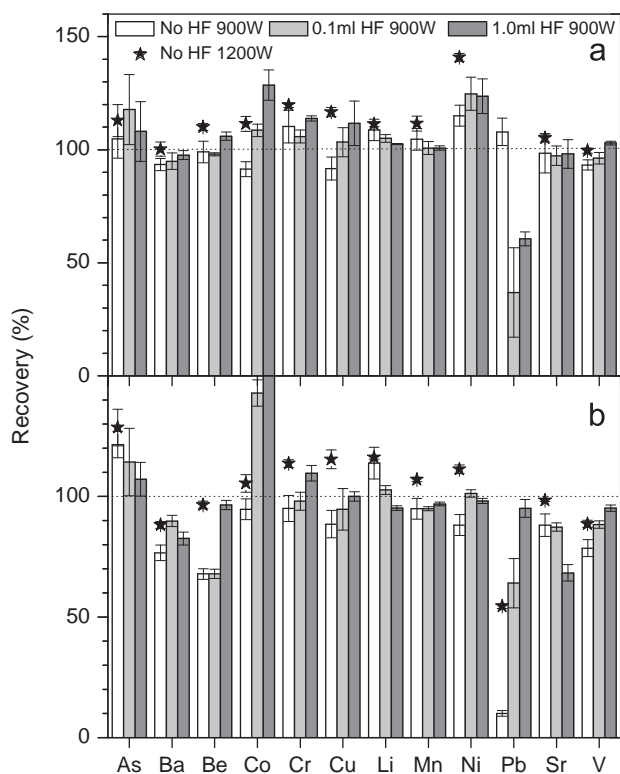 No HF 900W 0.1ml HF 900W 1.0ml HF 900W
No HF 1200W
a
150
100
50
0
Recovery (%)
b
100
50
0
As Ba Be Co Cr Cu Li Mn Ni Pb Sr V